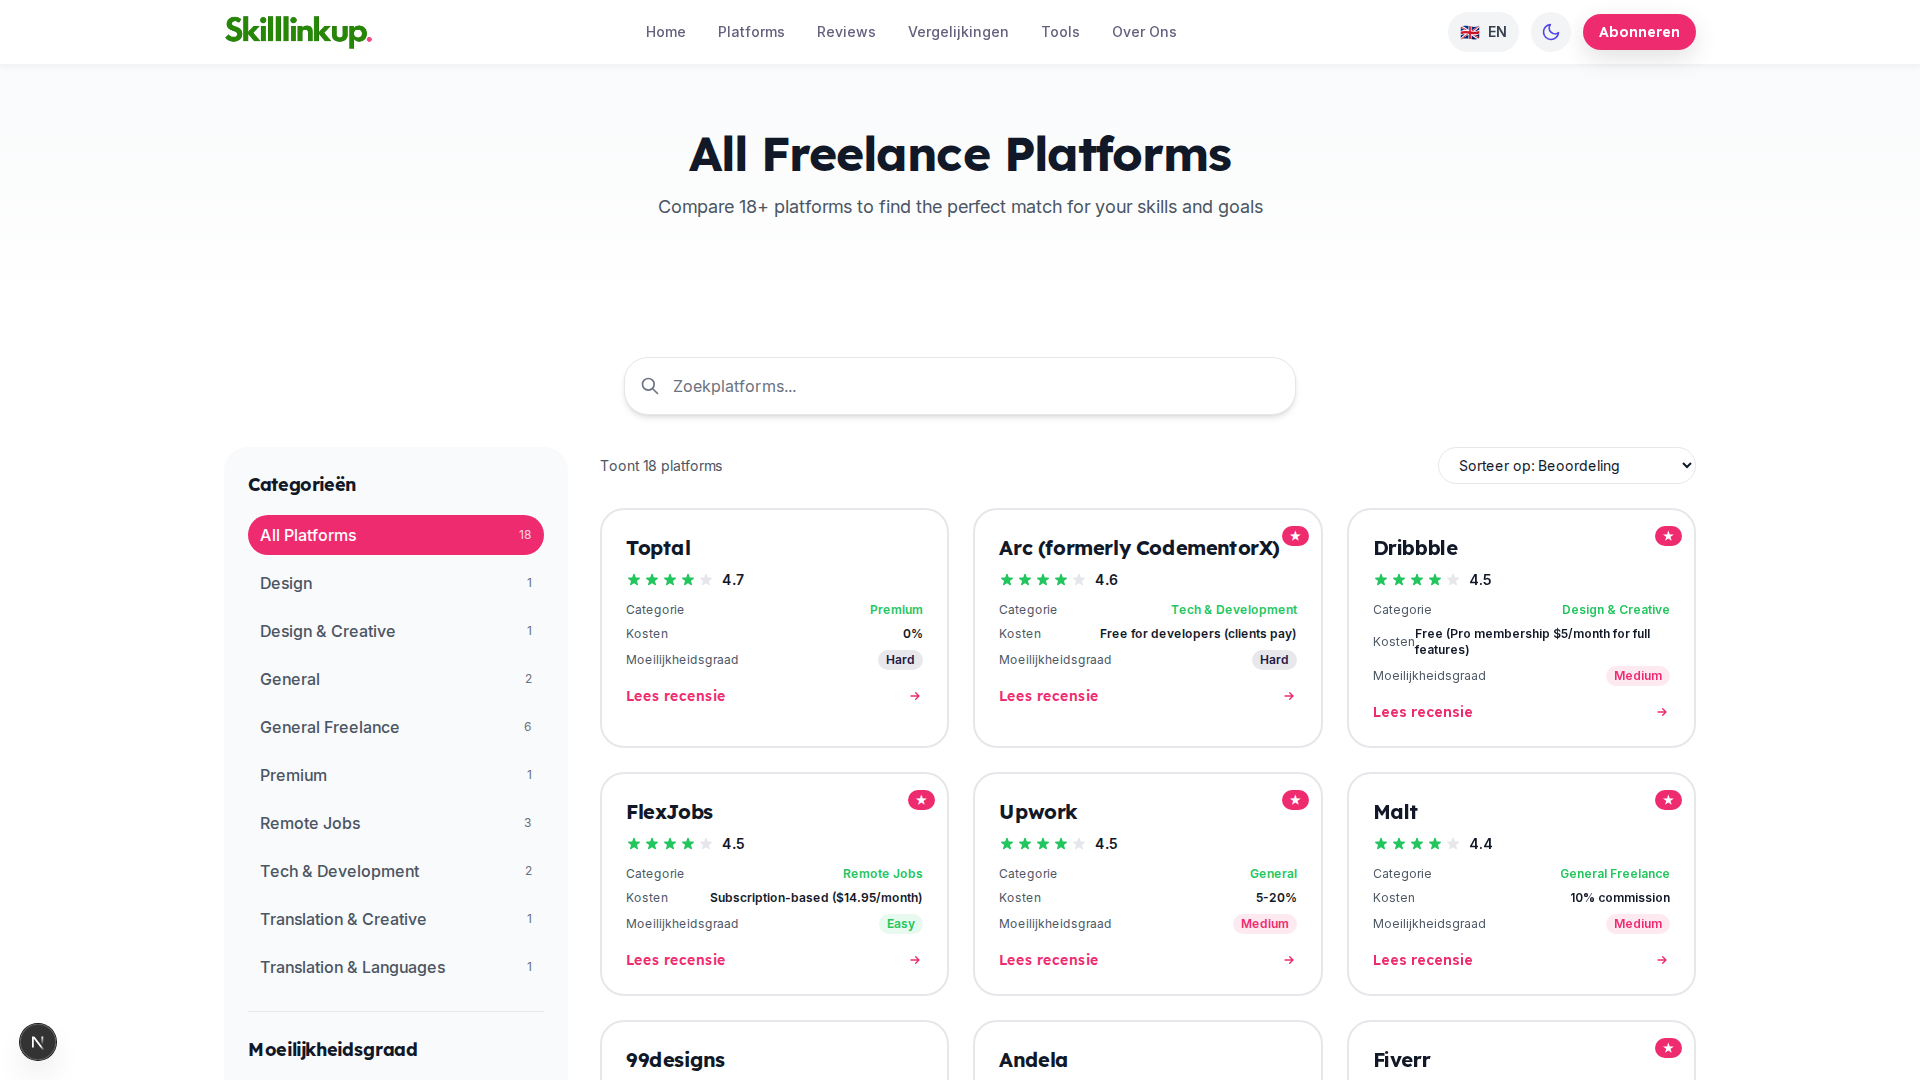 Skilllinkup.
Home
Platforms
Reviews
Vergelijkingen
Tools
Over Ons
EN
Abonneren
All Freelance Platforms
Compare 18+ platforms to find the perfect match for your skills and goals
Zoekplatforms...
Categorieën
All Platforms 18
Design 1
Design & Creative 1
General 2
General Freelance 6
Premium 1
Remote Jobs 3
Tech & Development 2
Translation & Creative 1
Translation & Languages 1
Moeilijkheidsgraad
Toont 18 platforms
Sorteer op: Beoordeling
Toptal
4.7
Categorie Premium
Kosten 0%
Moeilijkheidsgraad Hard
Lees recensie →
Arc (formerly CodementorX)
4.6
Categorie Tech & Development
Kosten Free for developers (clients pay)
Moeilijkheidsgraad Hard
Lees recensie →
Dribbble
4.5
Categorie Design & Creative
Kosten Free (Pro membership $5/month for full
features)
Moeilijkheidsgraad Medium
Lees recensie →
FlexJobs
4.5
Categorie Remote Jobs
Kosten Subscription-based ($14.95/month)
Moeilijkheidsgraad Easy
Lees recensie →
Upwork
4.5
Categorie General
Kosten 5-20%
Moeilijkheidsgraad Medium
Lees recensie →
Malt
4.4
Categorie General Freelance
Kosten 10% commission
Moeilijkheidsgraad Medium
Lees recensie →
99designs
Andela
Fiverr
N